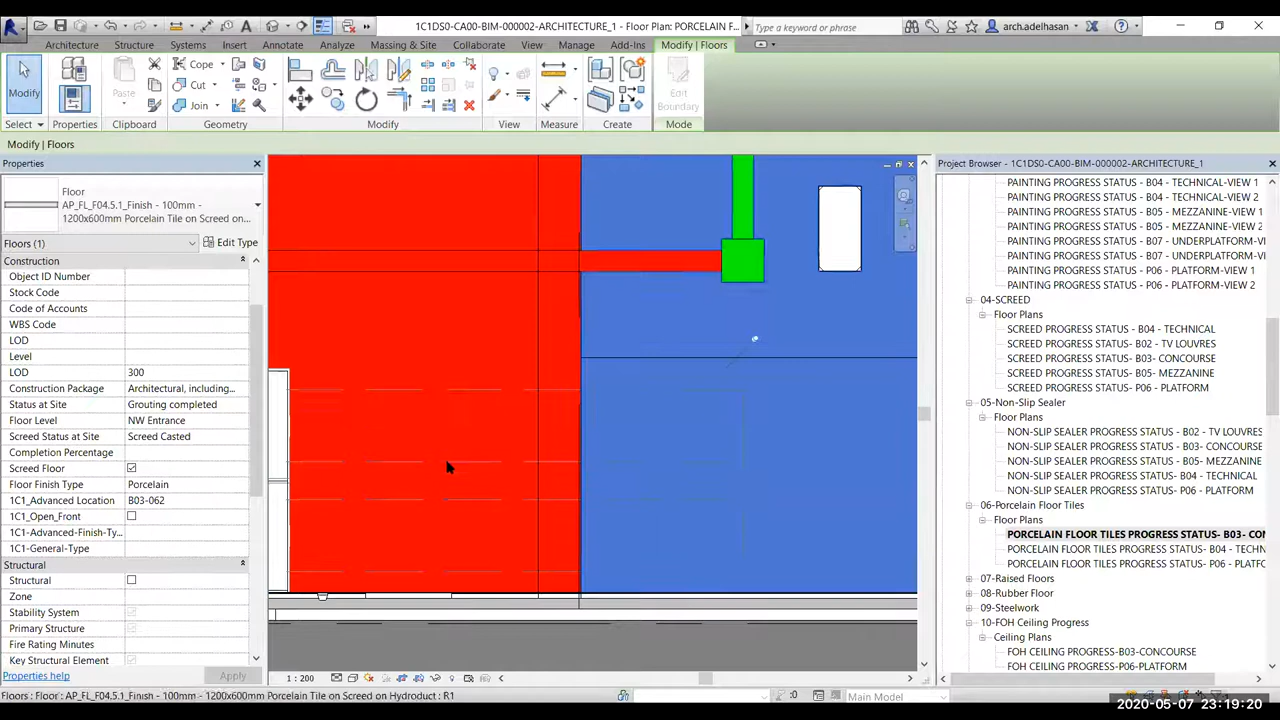 1C1DS0-CA00-BIM-000002-ARCHITECTURE_1 - Floor Plan: PORCELAIN F...
Type a keyword or phrase
arch.adelhasan
Architecture Structure Systems Insert Annotate Analyze Massing & Site Collaborate View Manage Add-Ins Modify | Floors
Modify
Paste
Cope
Cut
Join
Edit
Boundary
Select Properties Clipboard Geometry Modify View Measure Create Mode
Modify | Floors
Properties
Floor
AP_FL_F04.5.1_Finish - 100mm -
1200x600mm Porcelain Tile on Screed on...
Floors (1)
Edit Type
Construction
Object ID Number
Stock Code
Code of Accounts
WBS Code
LOD
Level
LOD 300
Construction Package Architectural, including...
Status at Site Grouting completed
Floor Level NW Entrance
Screed Status at Site Screed Casted
Completion Percentage
Screed Floor
Floor Finish Type Porcelain
1C1_Advanced Location B03-062
1C1_Open_Front
1C1-Advanced-Finish-Ty...
1C1-General-Type
Structural
Structural
Zone
Stability System
Primary Structure
Fire Rating Minutes
Key Structural Element
Properties help
Apply
1 : 200
Project Browser - 1C1DS0-CA00-BIM-000002-ARCHITECTURE_1
PAINTING PROGRESS STATUS - B04 - TECHNICAL-VIEW 1
PAINTING PROGRESS STATUS - B04 - TECHNICAL-VIEW 2
PAINTING PROGRESS STATUS - B05 - MEZZANINE-VIEW 1
PAINTING PROGRESS STATUS - B05 - MEZZANINE-VIEW 2
PAINTING PROGRESS STATUS - B07 - UNDERPLATFORM-V
PAINTING PROGRESS STATUS - B07 - UNDERPLATFORM-V
PAINTING PROGRESS STATUS - P06 - PLATFORM-VIEW 1
PAINTING PROGRESS STATUS - P06 - PLATFORM-VIEW 2
04-SCREED
Floor Plans
SCREED PROGRESS STATUS - B04 - TECHNICAL
SCREED PROGRESS STATUS- B02 - TV LOUVRES
SCREED PROGRESS STATUS- B03- CONCOURSE
SCREED PROGRESS STATUS- B05- MEZZANINE
SCREED PROGRESS STATUS- P06 - PLATFORM
05-Non-Slip Sealer
Floor Plans
NON-SLIP SEALER PROGRESS STATUS - B02 - TV LOUVRES
NON-SLIP SEALER PROGRESS STATUS - B03- CONCOURSE
NON-SLIP SEALER PROGRESS STATUS - B05- MEZZANINE
NON-SLIP SEALER PROGRESS STATUS - B04 - TECHNICAL
NON-SLIP SEALER PROGRESS STATUS - P06 - PLATFORM
06-Porcelain Floor Tiles
Floor Plans
PORCELAIN FLOOR TILES PROGRESS STATUS- B03- CON
PORCELAIN FLOOR TILES PROGRESS STATUS - B04 - TECHN
PORCELAIN FLOOR TILES PROGRESS STATUS - P06 - PLATFO
07-Raised Floors
08-Rubber Floor
09-Steelwork
10-FOH Ceiling Progress
Ceiling Plans
FOH CEILING PROGRESS-B03-CONCOURSE
FOH CEILING PROGRESS-P06-PLATFORM
Floors : Floor : AP_FL_F04.5.1_Finish - 100mm - 1200x600mm Porcelain Tile on Screed on Hydroduct : R1
:0
Main Model
2020-05-07 23:19:20